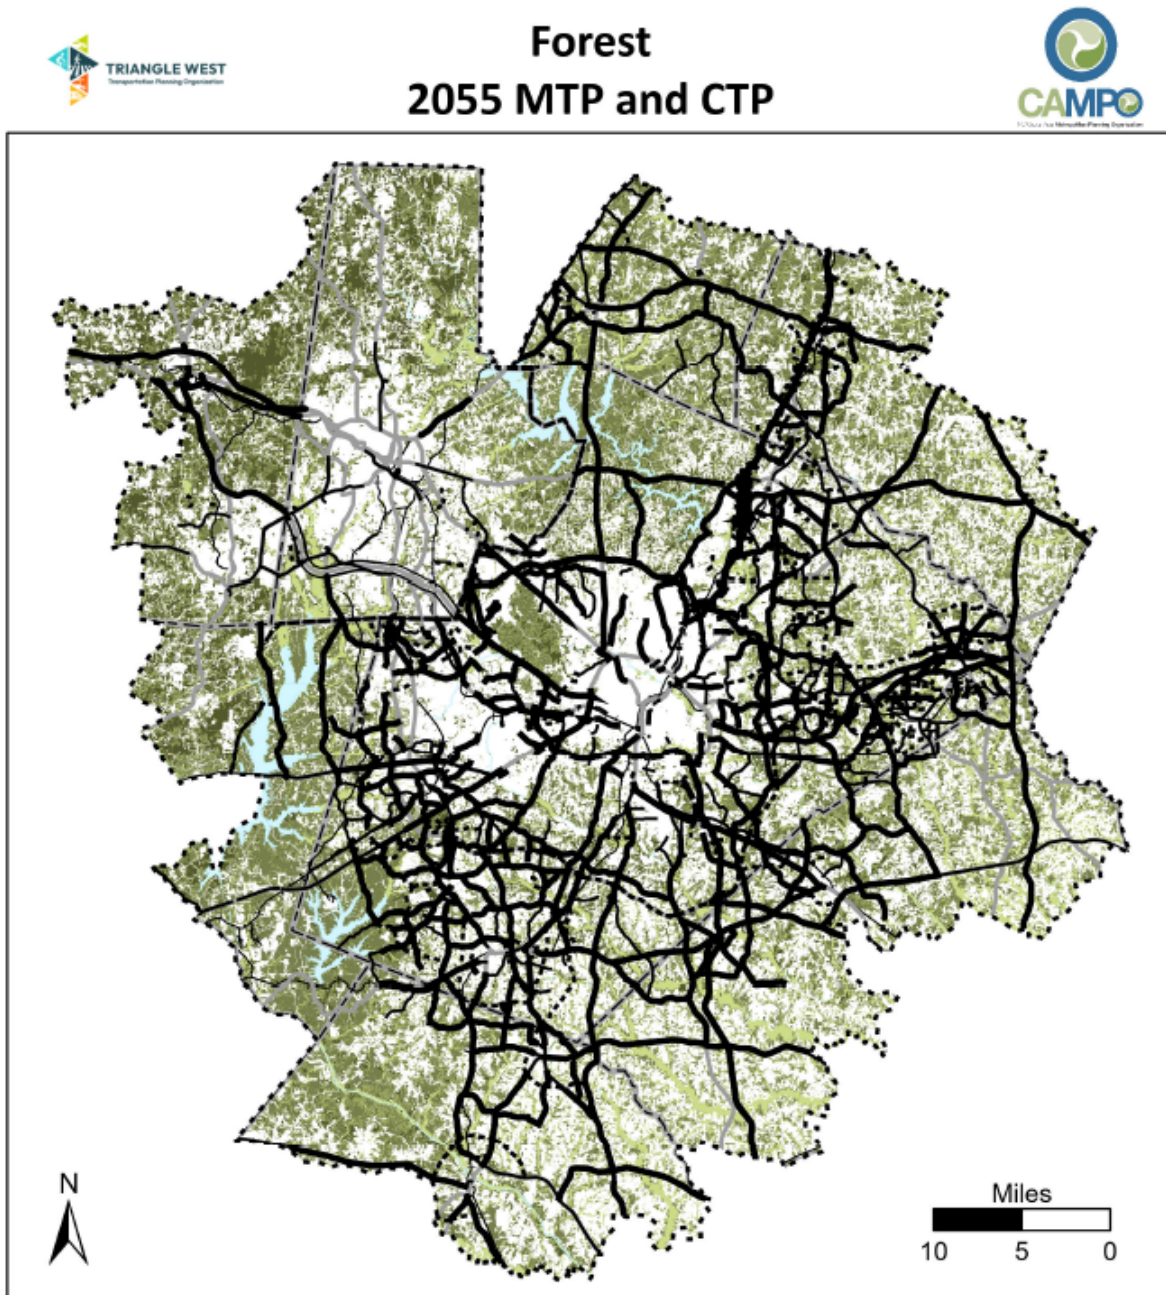 TRIANGLE WEST
Transportation Planning Organization
Forest
2055 MTP and CTP
CAMPO
N
Miles
10 5 0